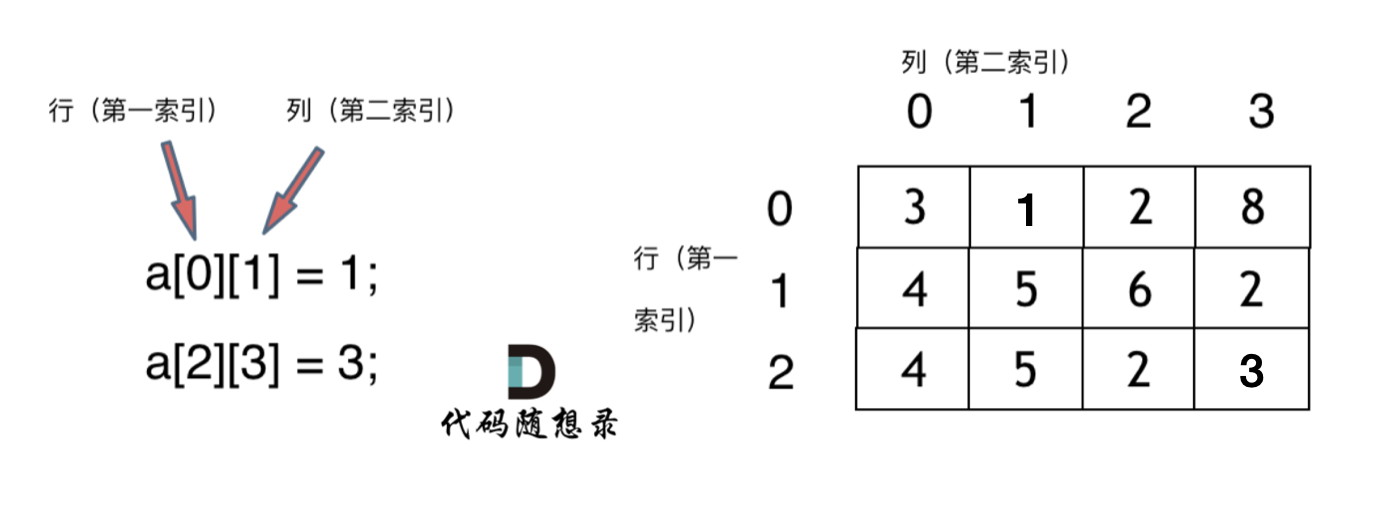 行（第一索引）
列（第二索引）
a[0][1] = 1;
a[2][3] = 3;
代码随想录
列（第二索引）
0 1 2 3
0 3 1 2 8
行（第一
索引）
1 4 5 6 2
2 4 5 2 3